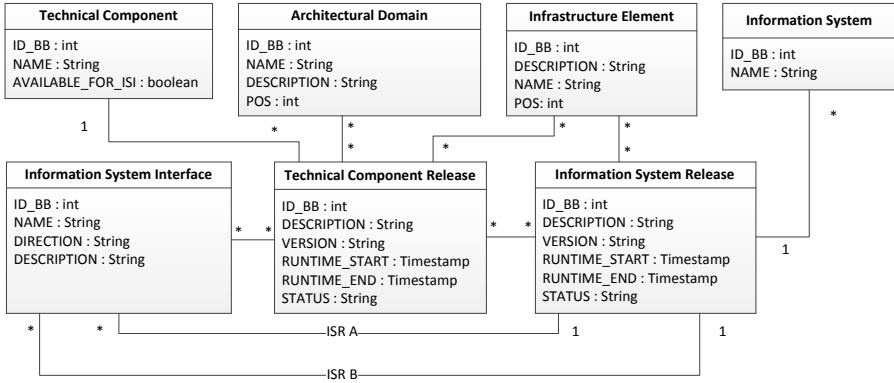 Technical Component
ID_BB : int
NAME : String
AVAILABLE_FOR_ISI : boolean
Architectural Domain
ID_BB : int
NAME : String
DESCRIPTION : String
POS : int
Infrastructure Element
ID_BB : int
DESCRIPTION : String
NAME : String
POS: int
Information System
ID_BB : int
NAME : String
1
*
*
*
*
*
*
*
*
Information System Interface
ID_BB : int
NAME : String
DIRECTION : String
DESCRIPTION : String
*
*
Technical Component Release
ID_BB : int
DESCRIPTION : String
VERSION : String
RUNTIME_START : Timestamp
RUNTIME_END : Timestamp
STATUS : String
*
*
Information System Release
ID_BB : int
DESCRIPTION : String
VERSION : String
RUNTIME_START : Timestamp
RUNTIME_END : Timestamp
STATUS : String
1
*
*
ISR A
1
1
ISR B